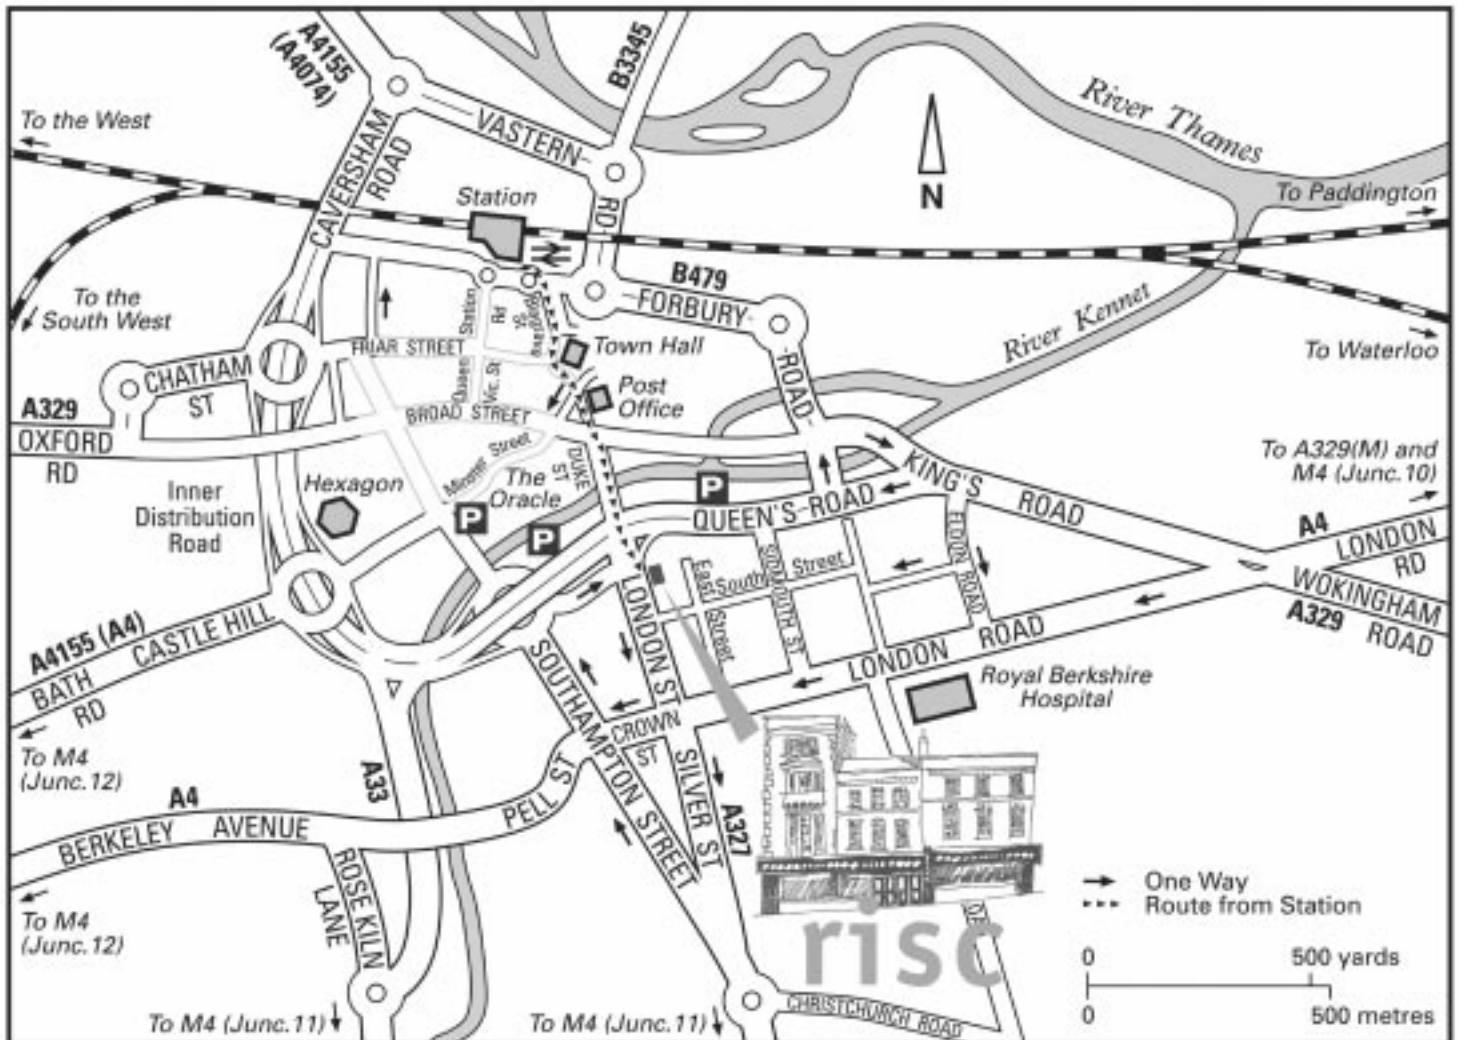 A4155
(A4074)
B3345
To the West
VASTERN
RD
River Thames
CAVERSHAM
ROAD
Station
N
To Paddington
To the
South West
B479
FORBURY
ROAD
River Kennet
To Waterloo
Station
Rd
St
FRIAR STREET
Town Hall
CHATHAM
ST
Queen
Vic. St
Post
Office
A329
OXFORD
RD
BROAD STREET
To A329(M) and
M4 (Junc.10)
Inner
Distribution
Road
Hexagon
Minster Street
The
Oracle
DUKE
ST
P
P
P
QUEEN'S ROAD
KING'S
ROAD
A4
LONDON
RD
WOKINGHAM
ROAD
A329
ELDON ROAD
SIDMOUTH ST
East
Street
South
Street
A4155 (A4)
BATH
RD
CASTLE HILL
LONDON ST
LONDON
ROAD
Royal Berkshire
Hospital
To M4
(Junc.12)
SOUTHAMPTON STREET
CROWN
ST
SILVER ST
A327
A33
A4
BERKELEY
AVENUE
PELL ST
ROSE KILN
LANE
To M4
(Junc.12)
One Way
Route from Station
risc
0
500 yards
0
500 metres
CHRISTCHURCH ROAD
To M4 (Junc.11)
To M4 (Junc.11)